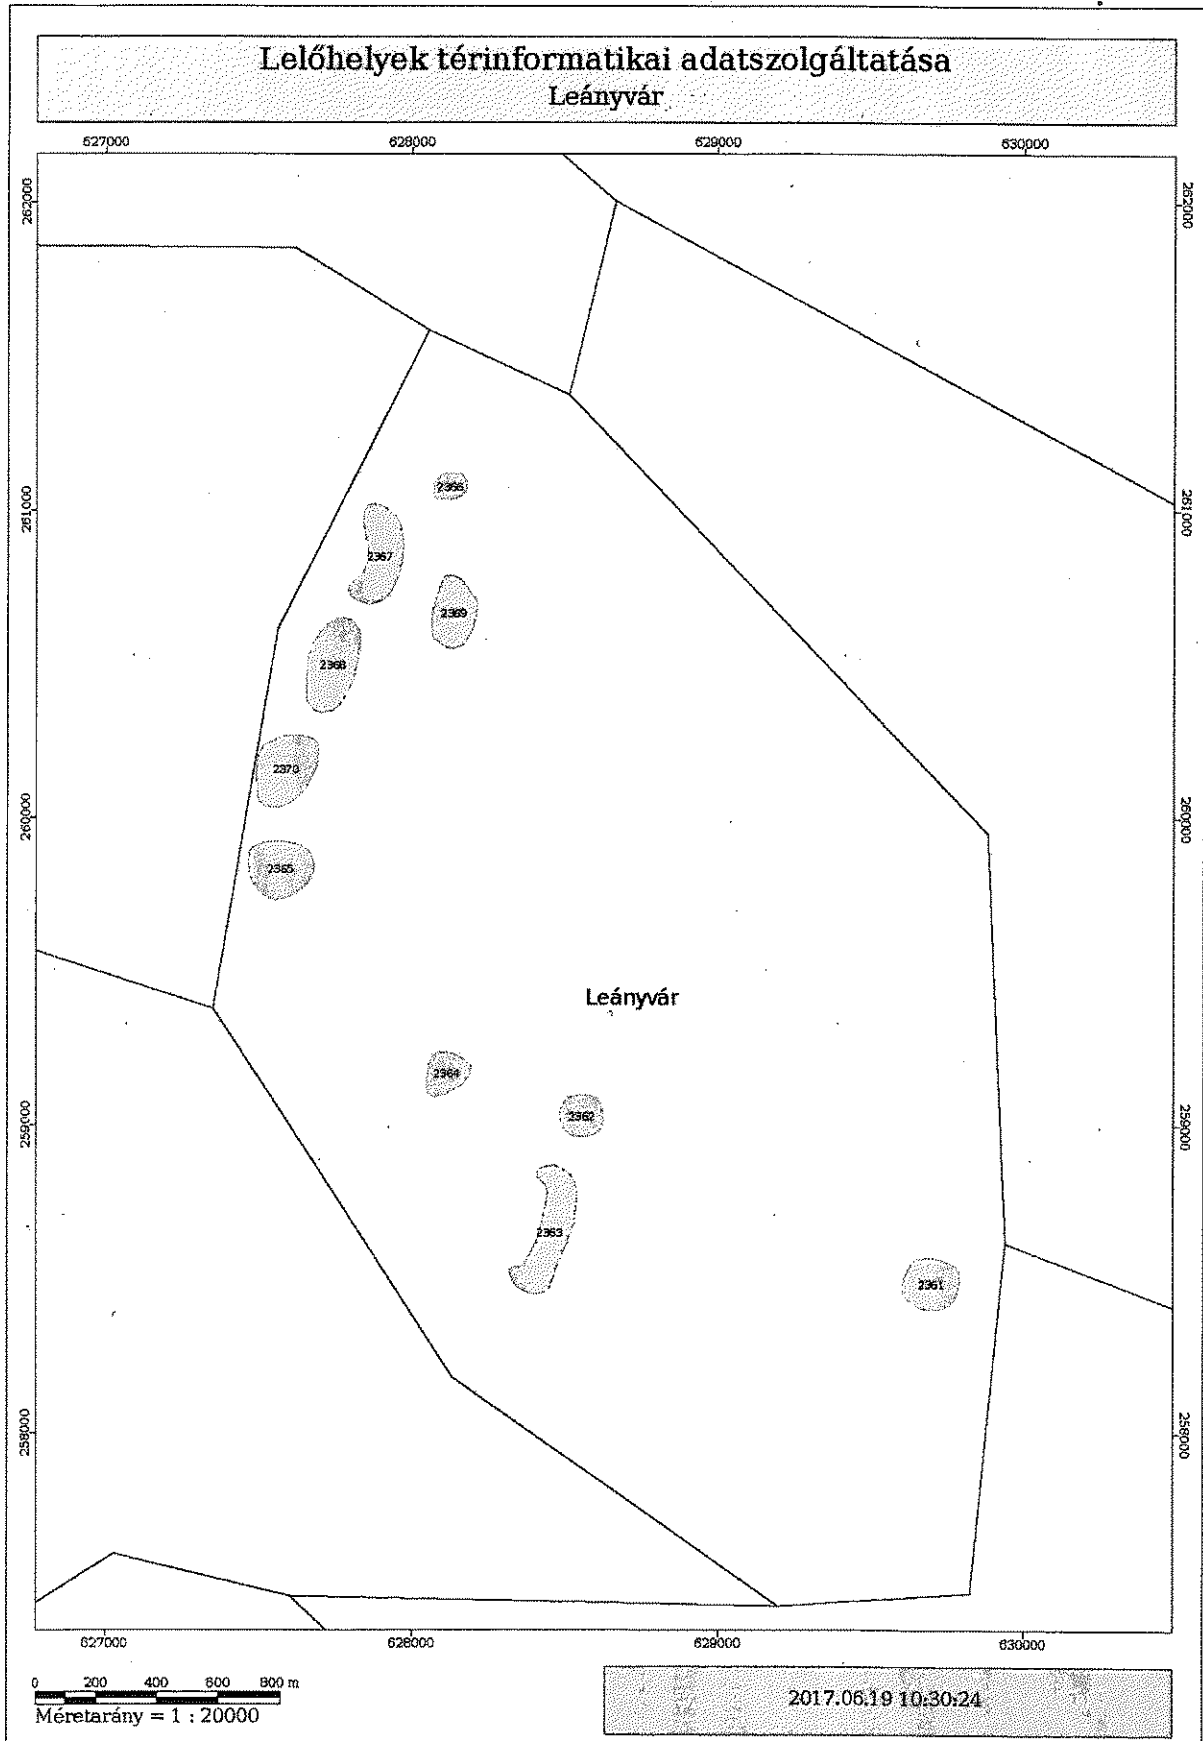 Lelőhelyek térinformatikai adatszolgáltatása
Leányvár
627000 628000 629000 630000
262000 262000
2366
261000 261000
2367
2369
2368
2370
260000 260000
2365
Leányvár
2364
2362
259000 259000
2363
2361
258000 258000
627000 628000 629000 630000
0 200 400 600 800 m
Méretarány = 1 : 20000
2017.06.19 10:30:24